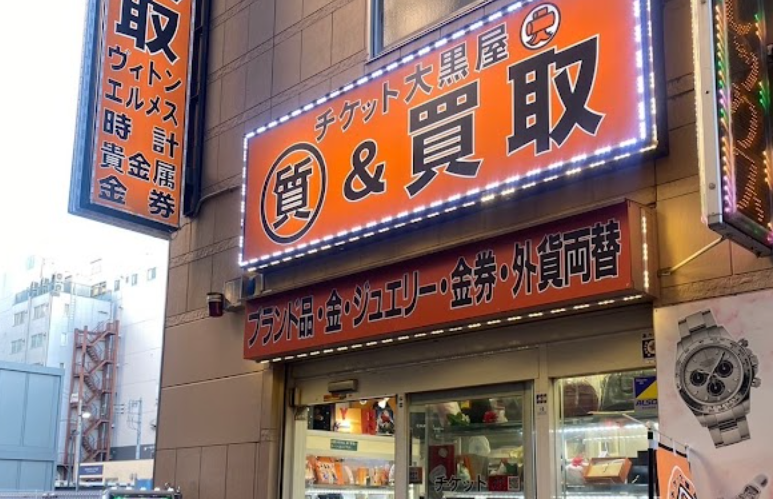 取
ヴィトン
エルメス
時計
貴金属
金券
チケット大黒屋
質&買取
ブランド品・金・ジュエリー・金券・外貨両替
ALSOK
チケット